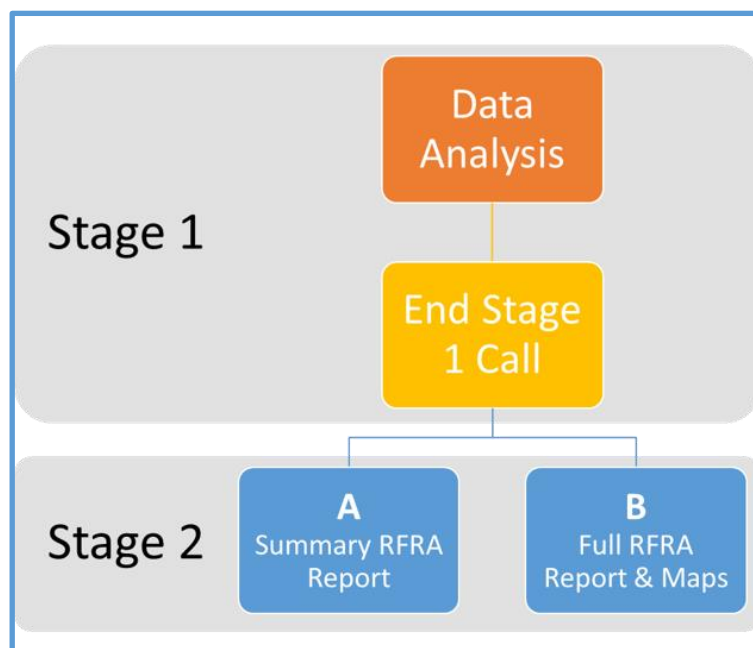 Data
Analysis
Stage 1
End Stage
1 Call
Stage 2
A
Summary RFRA
Report
B
Full RFRA
Report & Maps